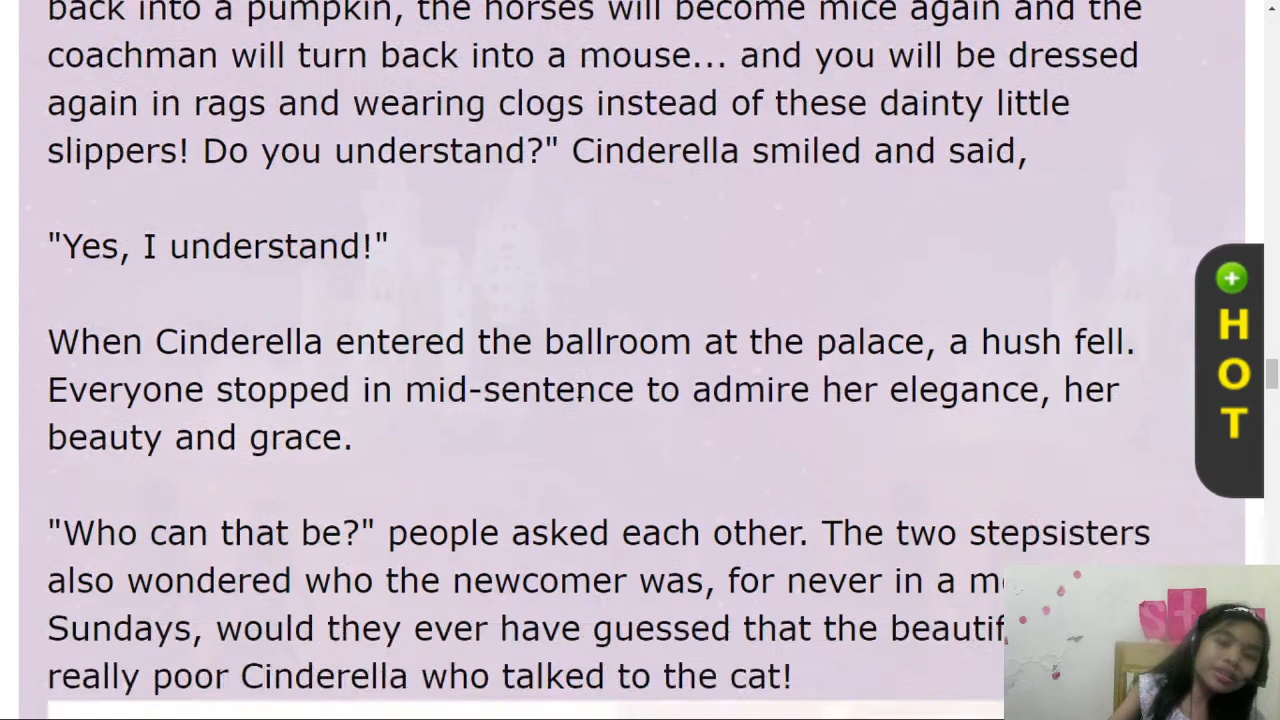 back into a pumpkin, the horses will become mice again and the
coachman will turn back into a mouse... and you will be dressed
again in rags and wearing clogs instead of these dainty little
slippers! Do you understand?" Cinderella smiled and said,
"Yes, I understand!"
When Cinderella entered the ballroom at the palace, a hush fell.
Everyone stopped in mid-sentence to admire her elegance, her
beauty and grace.
"Who can that be?" people asked each other. The two stepsisters
also wondered who the newcomer was, for never in a
Sundays, would they ever have guessed that the
really poor Cinderella who talked to the cat!
HOT